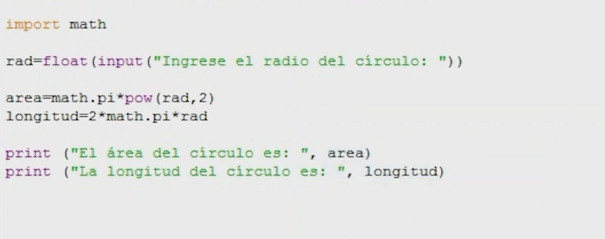 import math
rad=float(input("Ingrese el radio del círculo: "))
area=math.pi*pow(rad,2)
longitud=2*math.pi*rad
print ("El área del círculo es: ", area)
print ("La longitud del círculo es: ", longitud)